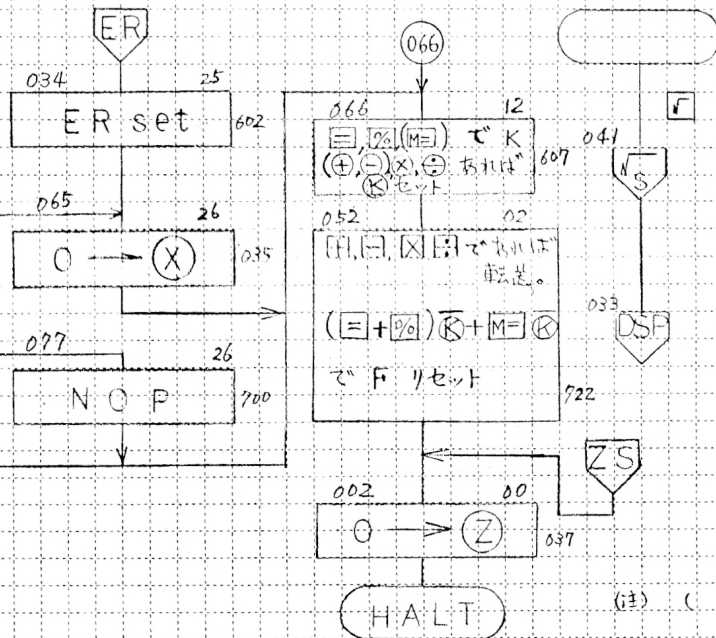 ER
034 25
ER set
602
065
26
0 → Ⓧ
035
077
26
NOP
700
066
066 12
=, %, (M=) で K
(+, -), ×, ÷ あれば
K セット
607
052 02
+, -, ×, ÷ であれば
転送。
(= + %) K̅ + M= K̅
で F リセット
722
ZS
002 00
0 → Ⓩ
037
HALT
√
041
√S
033
DSP
(注) (